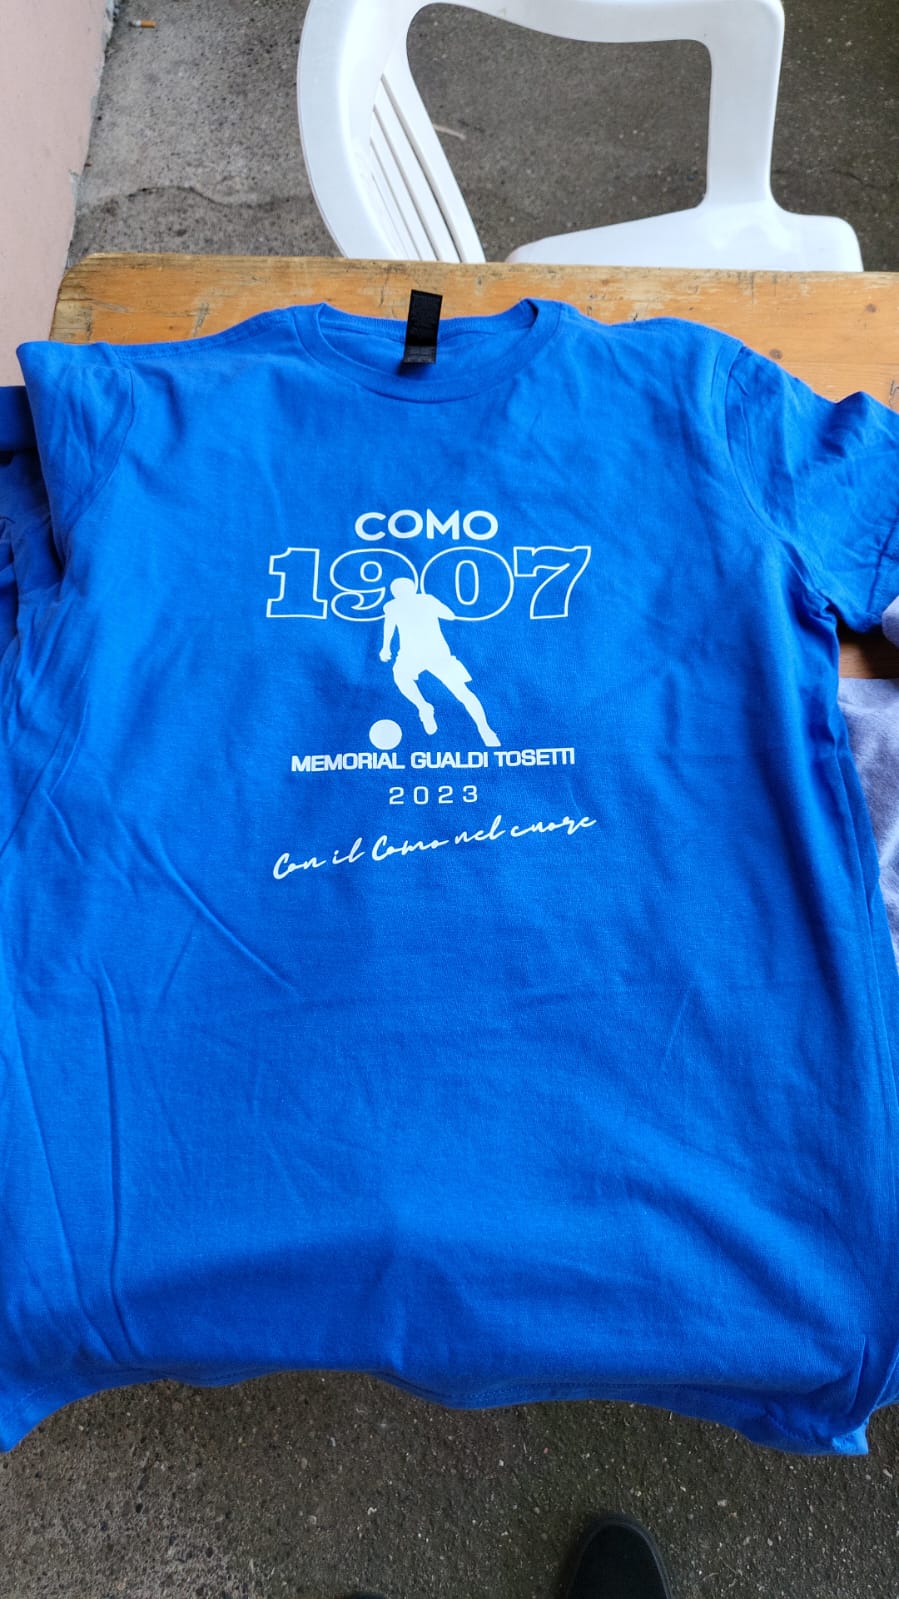 COMO
1907
MEMORIAL GUALDI TOSETTI
2023
Con il Como nel cuore